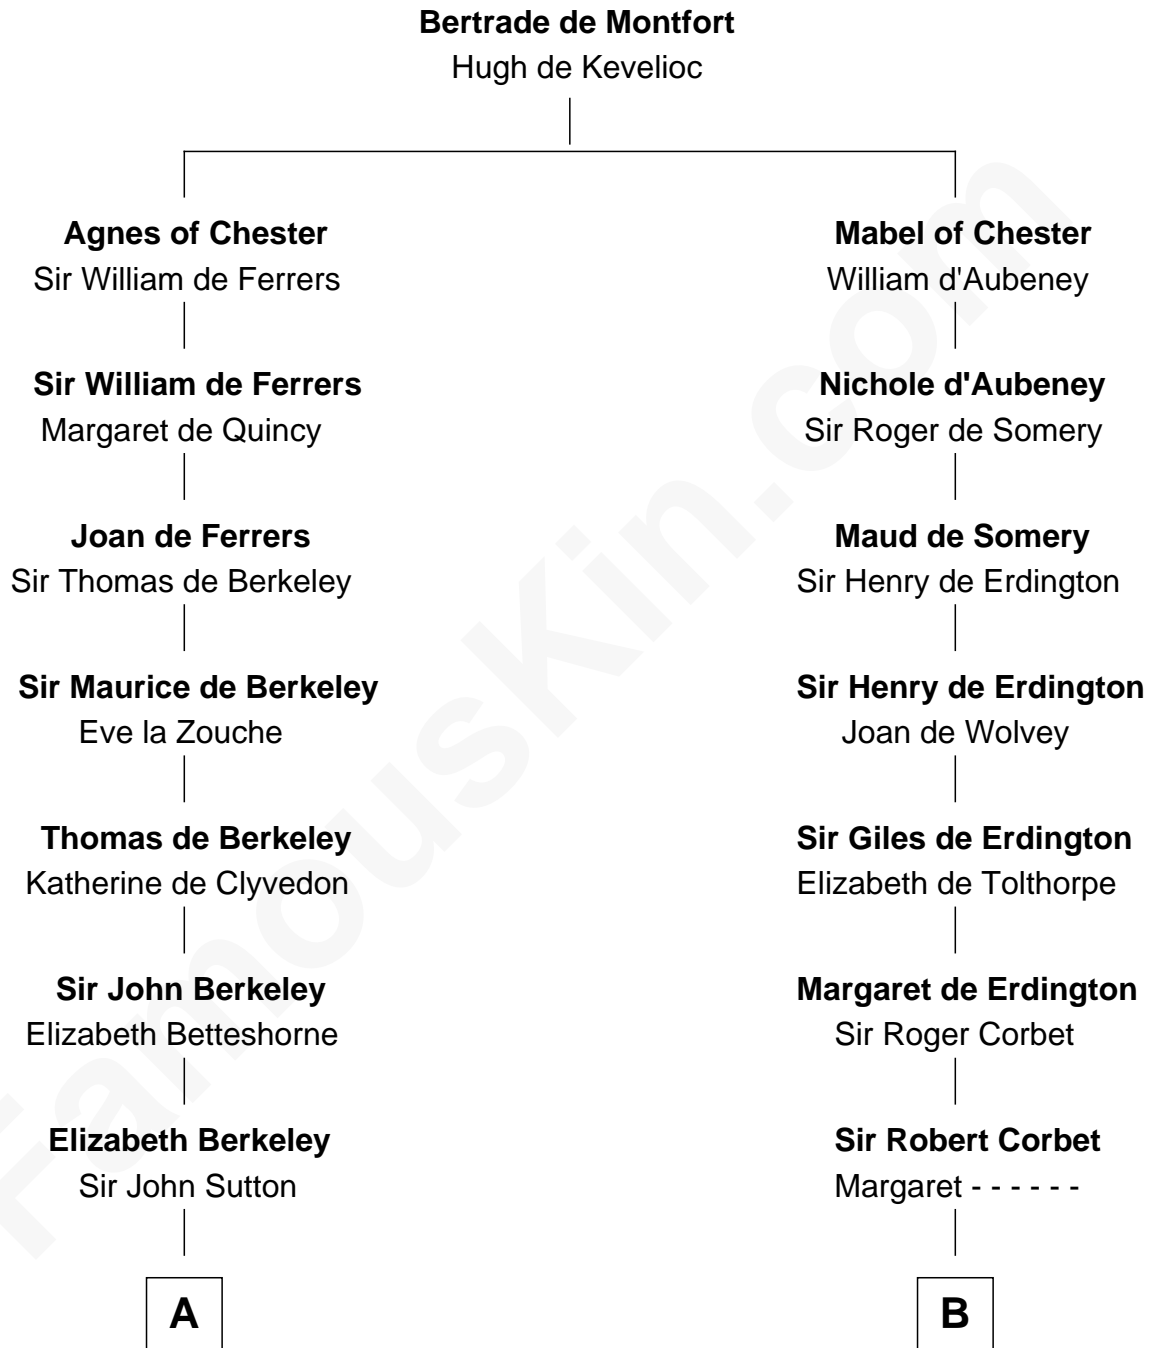 Bertrade de Montfort
Hugh de Kevelioc
Agnes of Chester
Sir William de Ferrers
Mabel of Chester
William d'Aubeney
Sir William de Ferrers
Margaret de Quincy
Nichole d'Aubeney
Sir Roger de Somery
Joan de Ferrers
Sir Thomas de Berkeley
Maud de Somery
Sir Henry de Erdington
Sir Maurice de Berkeley
Eve la Zouche
Sir Henry de Erdington
Joan de Wolvey
Thomas de Berkeley
Katherine de Clyvedon
Sir Giles de Erdington
Elizabeth de Tolthorpe
Sir John Berkeley
Elizabeth Betteshorne
Margaret de Erdington
Sir Roger Corbet
Elizabeth Berkeley
Sir John Sutton
Sir Robert Corbet
Margaret - - - - - -
A
B
FamousKin.com